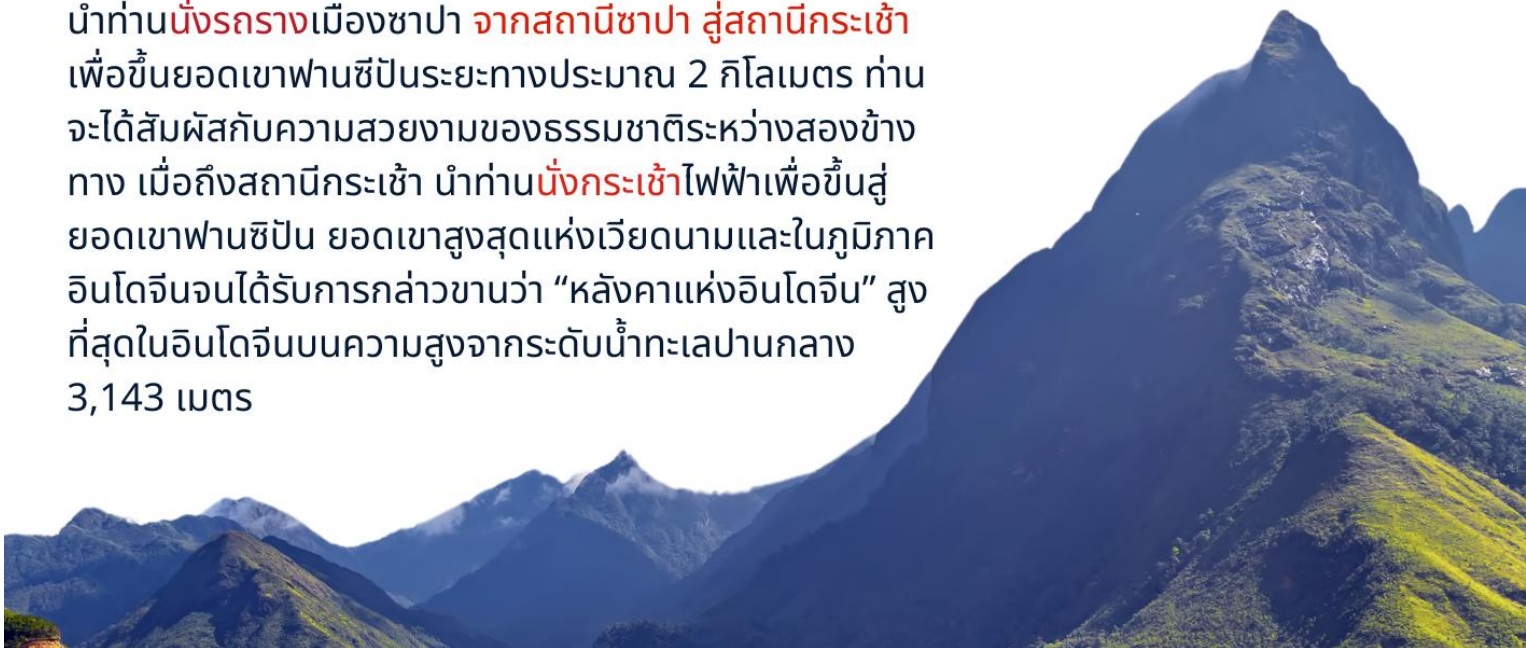 นำท่านนั่งรถรางเมืองซาปา จากสถานีซาปา สู่สถานีกระเช้า
เพื่อขึ้นยอดเขาฟานซีปันระยะทางประมาณ 2 กิโลเมตร ท่าน
จะได้สัมผัสกับความสวยงามของธรรมชาติระหว่างสองข้าง
ทาง เมื่อถึงสถานีกระเช้า นำท่านนั่งกระเช้าไฟฟ้าเพื่อขึ้นสู่
ยอดเขาฟานซิปัน ยอดเขาสูงสุดแห่งเวียดนามและในภูมิภาค
อินโดจีนจนได้รับการกล่าวขานว่า “หลังคาแห่งอินโดจีน” สูง
ที่สุดในอินโดจีนบนความสูงจากระดับน้ำทะเลปานกลาง
3,143 เมตร